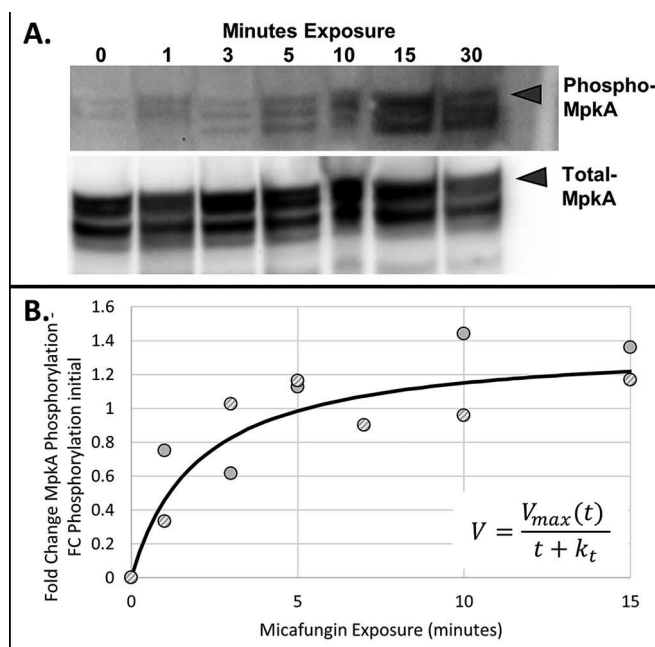 A.
Minutes Exposure
0 1 3 5 10 15 30
Phospho-
MpkA
Total-
MpkA
B.
Fold Change MpkA Phosphorylation -
FC Phosphorylation initial
1.6
1.4
1.2
1
0.8
0.6
0.4
0.2
0
0 5 10 15
Micafungin Exposure (minutes)
V = Vmax(t) / t + kt